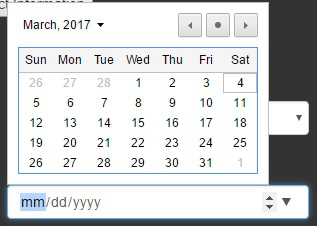 March, 2017
Sun Mon Tue Wed Thu Fri Sat
26 27 28 1 2 3 4
5 6 7 8 9 10 11
12 13 14 15 16 17 18
19 20 21 22 23 24 25
26 27 28 29 30 31 1
mm/dd/yyyy